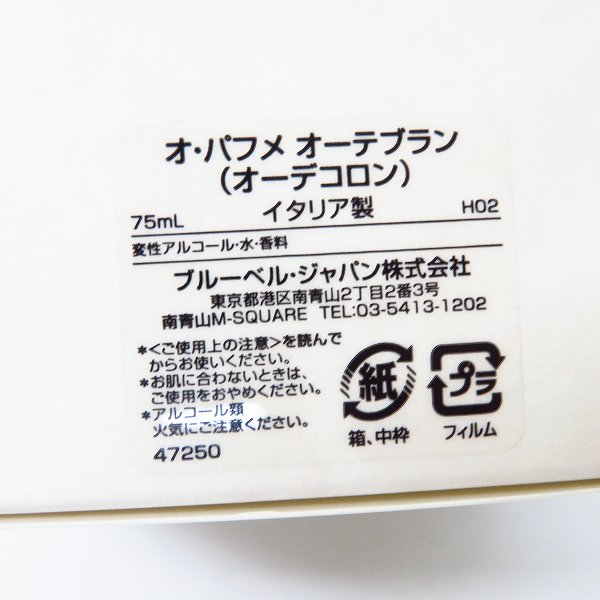 オ・パフメ オーテブラン
（オーデコロン）
75mL イタリア製 H02
変性アルコール・水・香料
ブルーベル・ジャパン株式会社
東京都港区南青山2丁目2番3号
南青山M-SQUARE TEL:03-5413-1202
*<ご使用上の注意>を読んで
からお使いください。
*お肌に合わないときは、
ご使用をおやめください。
*アルコール類
火気にご注意ください。
47250
紙
箱、中枠
プラ
フィルム